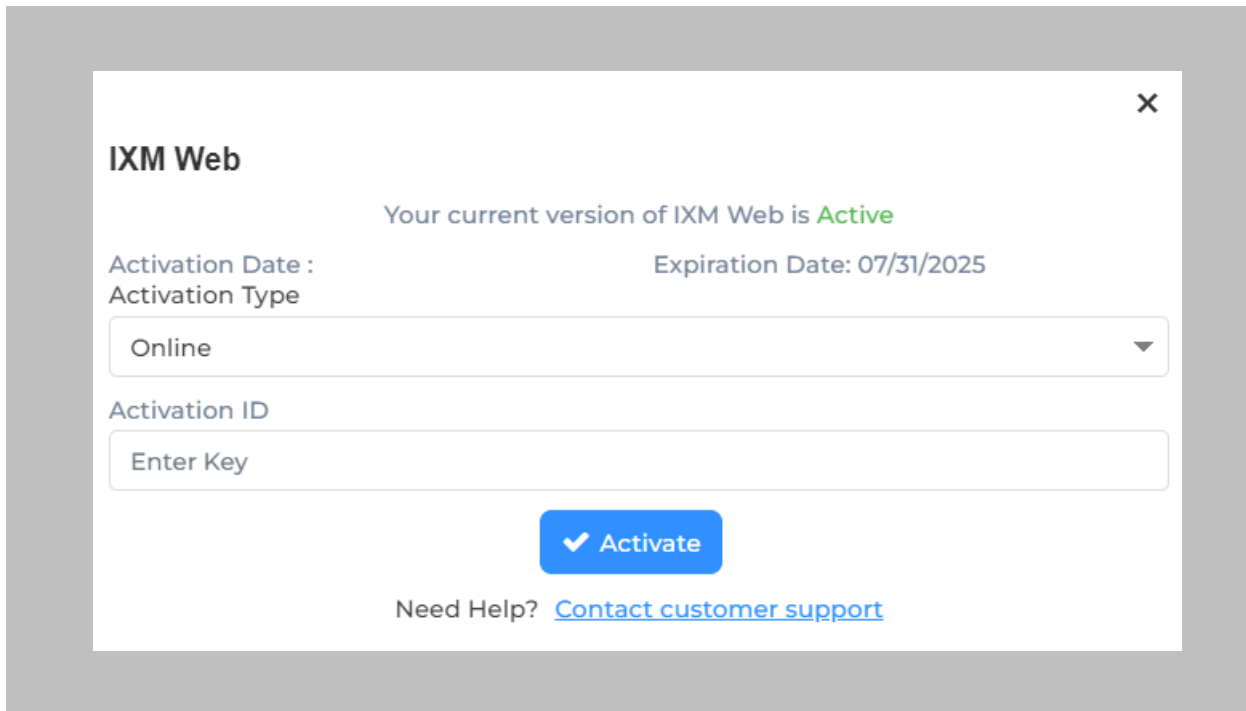 IXM Web
Your current version of IXM Web is Active
Activation Date : Expiration Date: 07/31/2025
Activation Type
Online
Activation ID
Enter Key
Activate
Need Help? Contact customer support